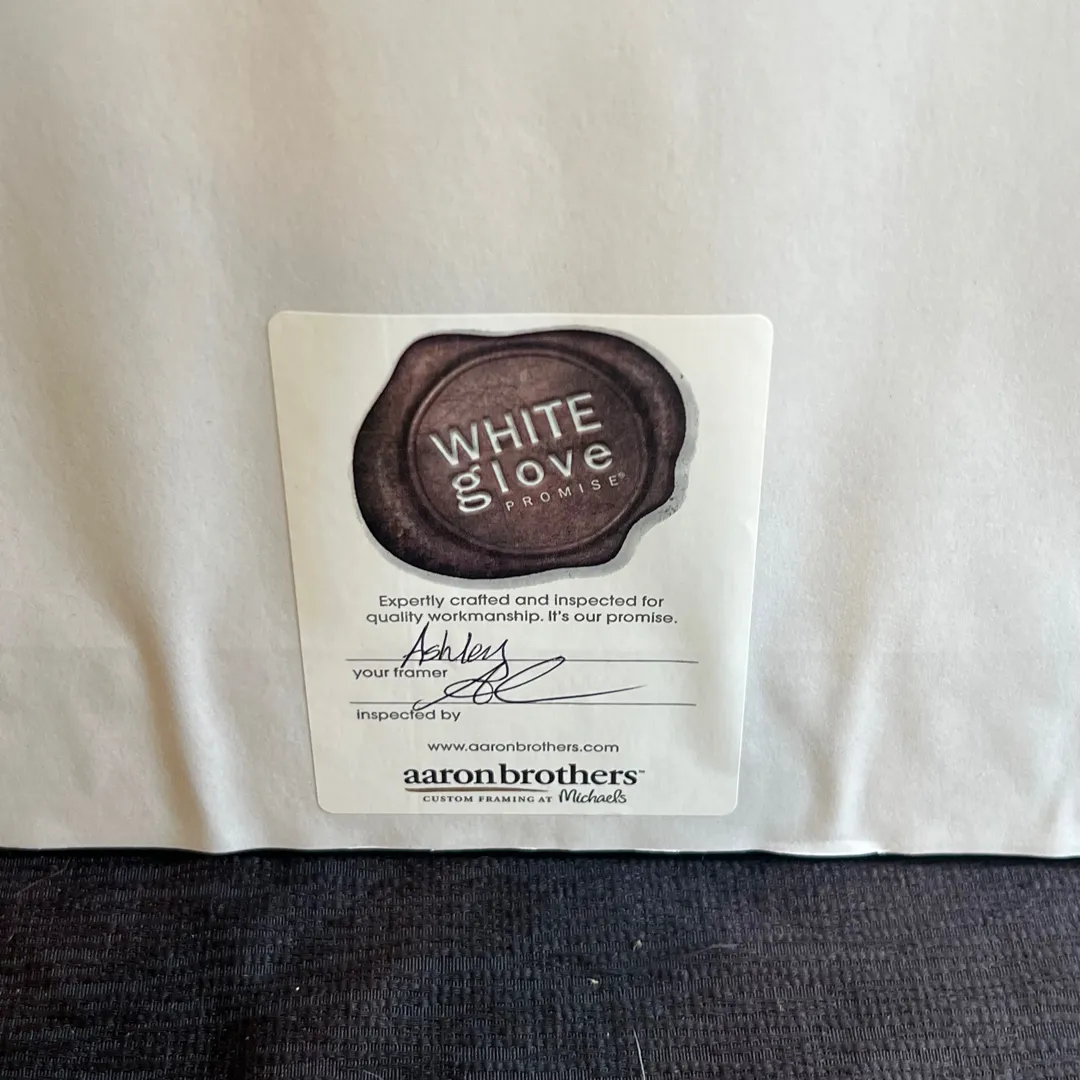 WHITE
glove
PROMISE®
Expertly crafted and inspected for
quality workmanship. It's our promise.
Ashley
your framer
inspected by
www.aaronbrothers.com
aaronbrothers™
CUSTOM FRAMING AT Michaels